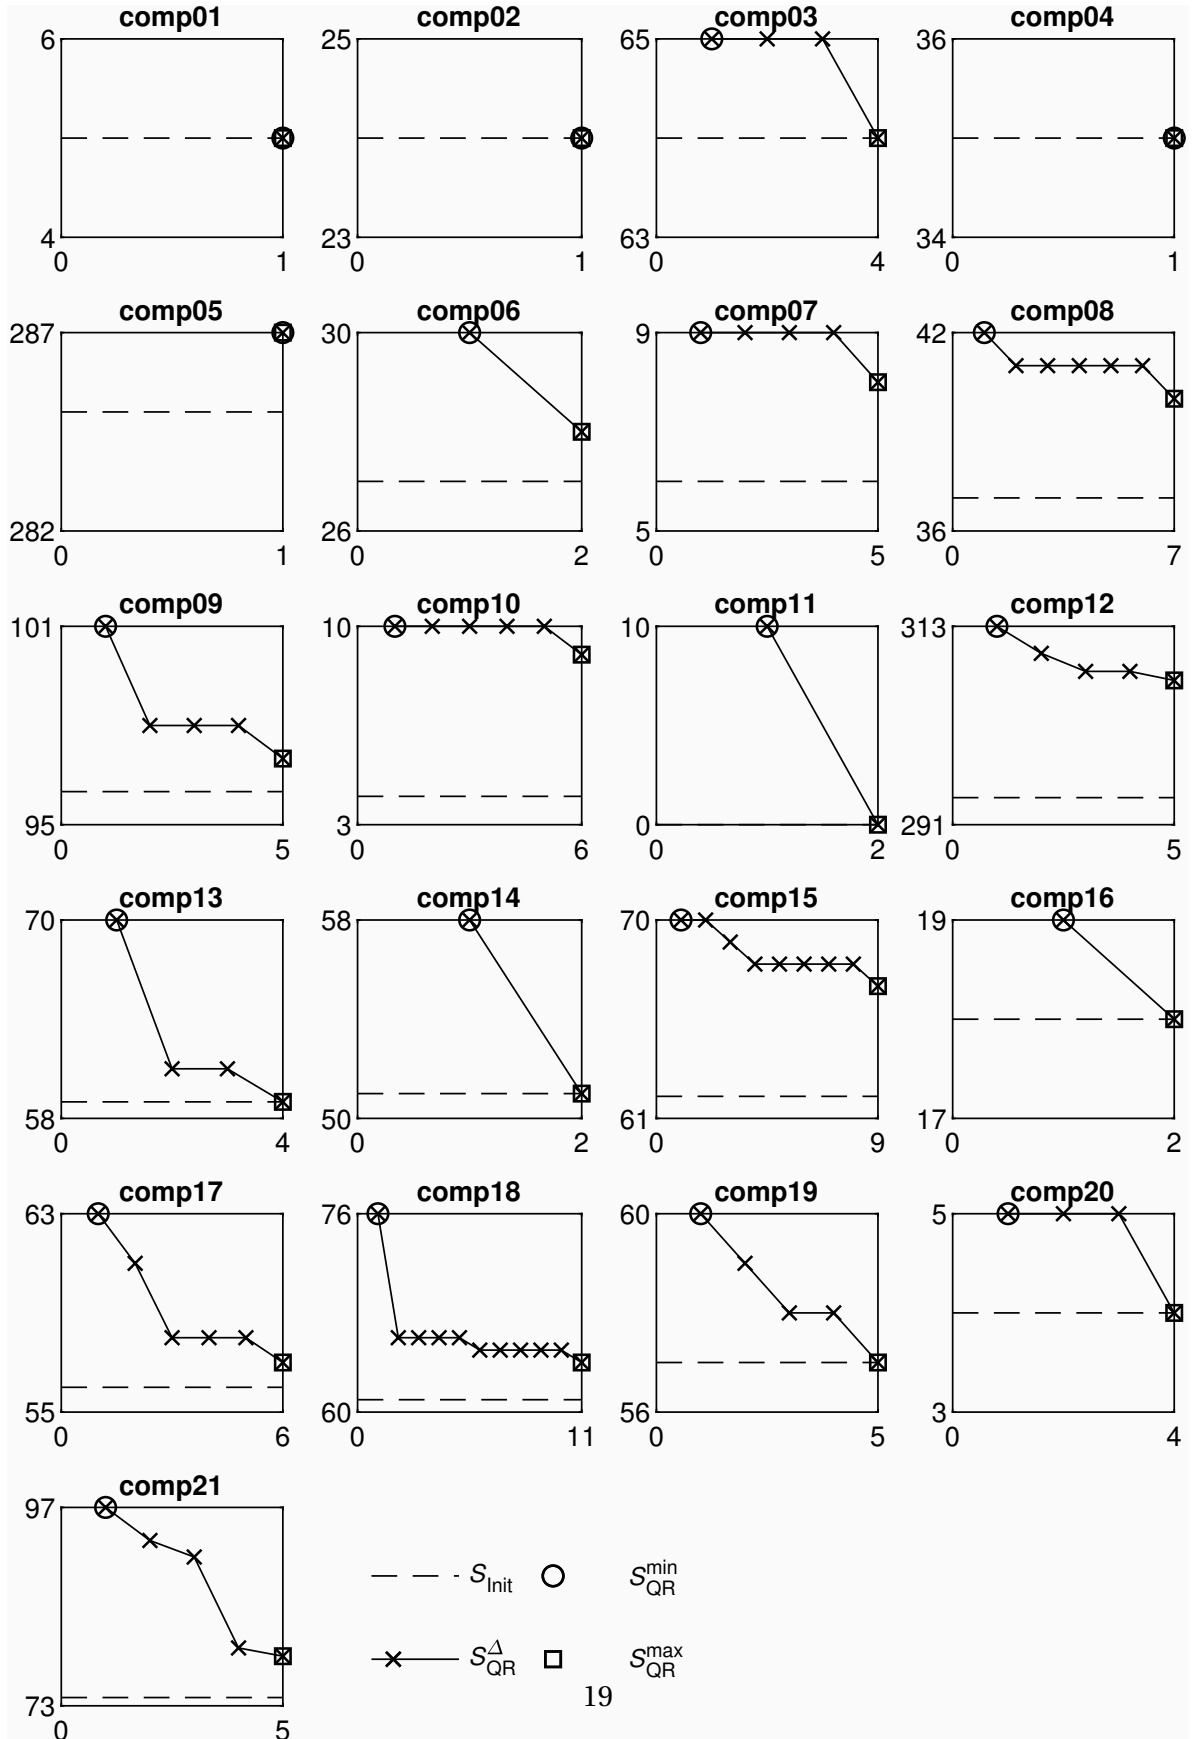 comp01 comp02 comp03 comp04
6 25 65 36
4 23 63 34
0 1 0 1 0 4 0 1
comp05 comp06 comp07 comp08
287 30 9 42
282 26 5 36
0 1 0 2 0 5 0 7
comp09 comp10 comp11 comp12
101 10 10 313
95 3 0 291
0 5 0 6 0 2 0 5
comp13 comp14 comp15 comp16
70 58 70 19
58 50 61 17
0 4 0 2 0 9 0 2
comp17 comp18 comp19 comp20
63 76 60 5
55 60 56 3
0 6 0 11 0 5 0 4
comp21
97
S_Init S_QR^min
S_QR^Δ S_QR^max
19
73
0 5